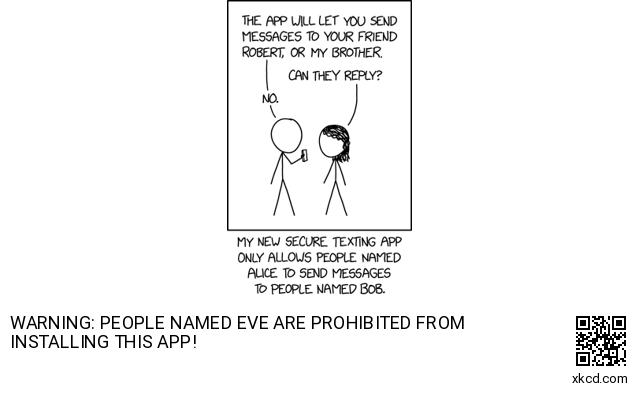 THE APP WILL LET YOU SEND
MESSAGES TO YOUR FRIEND
ROBERT, OR MY BROTHER.
CAN THEY REPLY?
NO.
MY NEW SECURE TEXTING APP
ONLY ALLOWS PEOPLE NAMED
ALICE TO SEND MESSAGES
TO PEOPLE NAMED BOB.
WARNING: PEOPLE NAMED EVE ARE PROHIBITED FROM
INSTALLING THIS APP!
xkcd.com